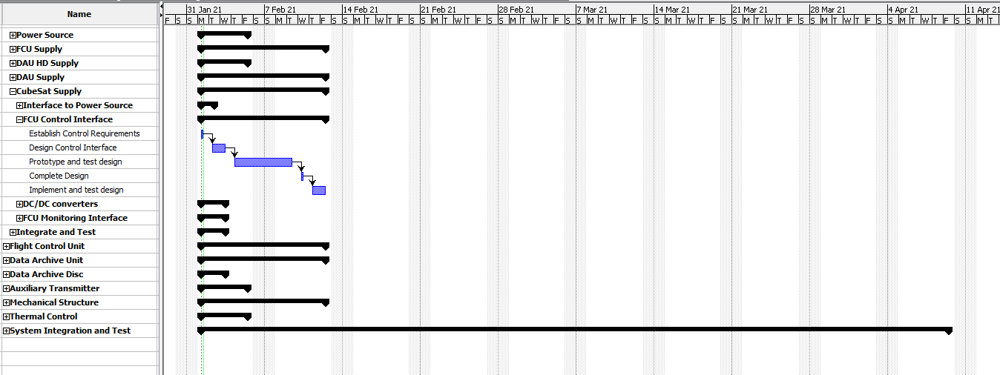 Name
31 Jan 21 7 Feb 21 14 Feb 21 21 Feb 21 28 Feb 21 7 Mar 21 14 Mar 21 21 Mar 21 28 Mar 21 4 Apr 21 11 Apr 21
F S S M T W T F S S M T W T F S S M T W T F S S M T W T F S S M T W T F S S M T W T F S S M T W T F S S M T W T F S S M T W T F S S M T W T F S S M T
Power Source
FCU Supply
DAU HD Supply
DAU Supply
CubeSat Supply
Interface to Power Source
FCU Control Interface
Establish Control Requirements
Design Control Interface
Prototype and test design
Complete Design
Implement and test design
DC/DC converters
FCU Monitoring Interface
Integrate and Test
Flight Control Unit
Data Archive Unit
Data Archive Disc
Auxiliary Transmitter
Mechanical Structure
Thermal Control
System Integration and Test